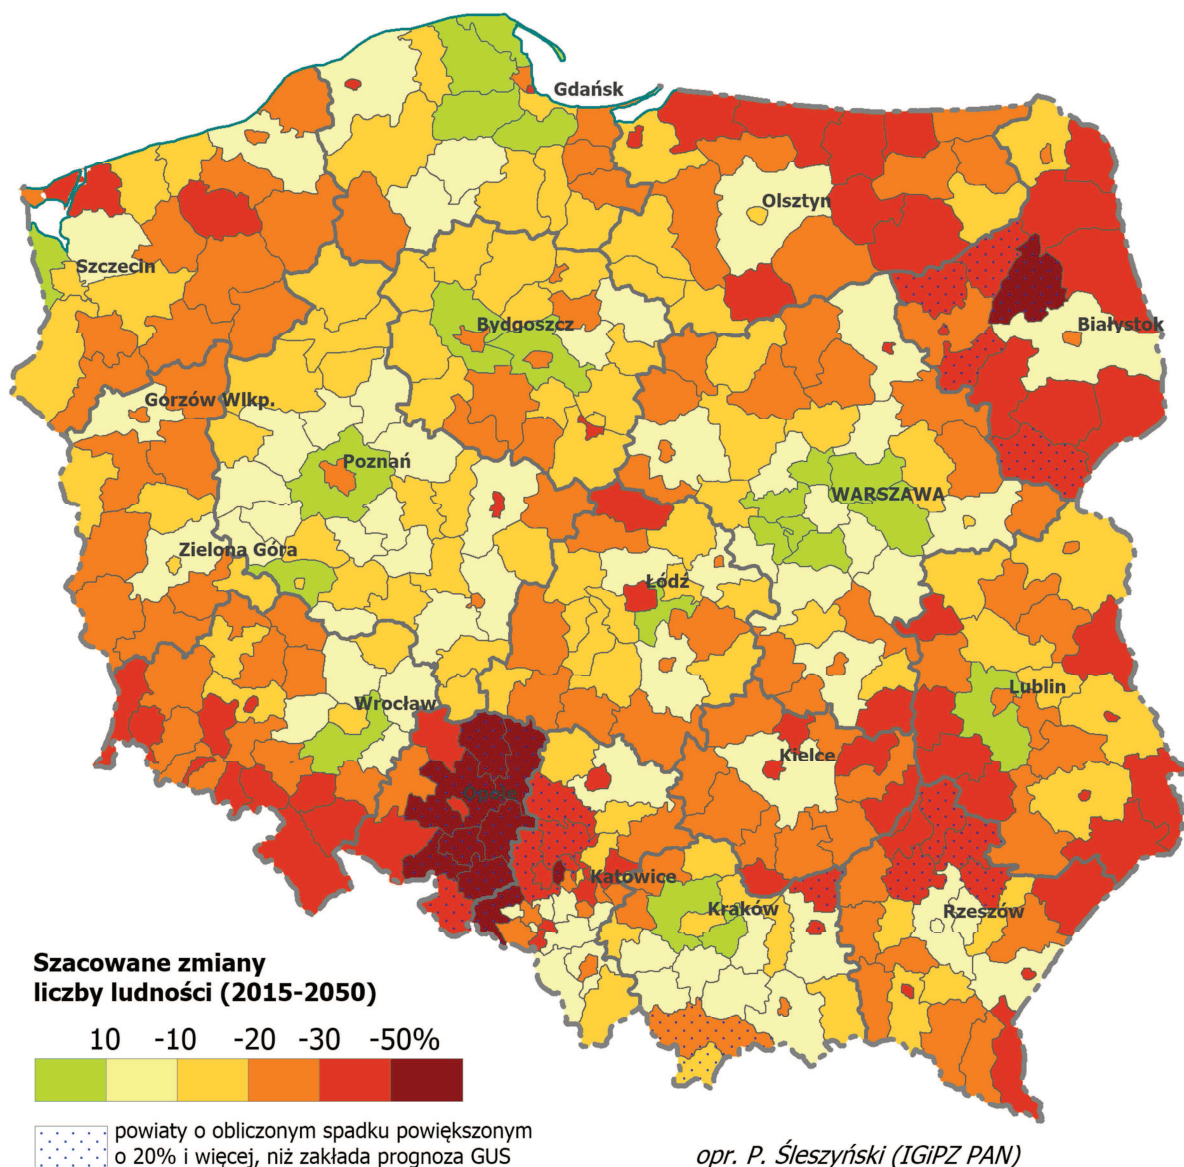 Gdańsk
Olsztyn
Szczecin
Bydgoszcz
Białystok
Gorzów Wlkp.
Poznań
WARSZAWA
Zielona Góra
Łódź
Lublin
Wrocław
Kielce
Opole
Katowice
Kraków
Rzeszów
Szacowane zmiany
liczby ludności (2015-2050)
10 -10 -20 -30 -50%
powiaty o obliczonym spadku powiększonym
o 20% i więcej, niż zakłada prognoza GUS
opr. P. Śleszyński (IGiPZ PAN)